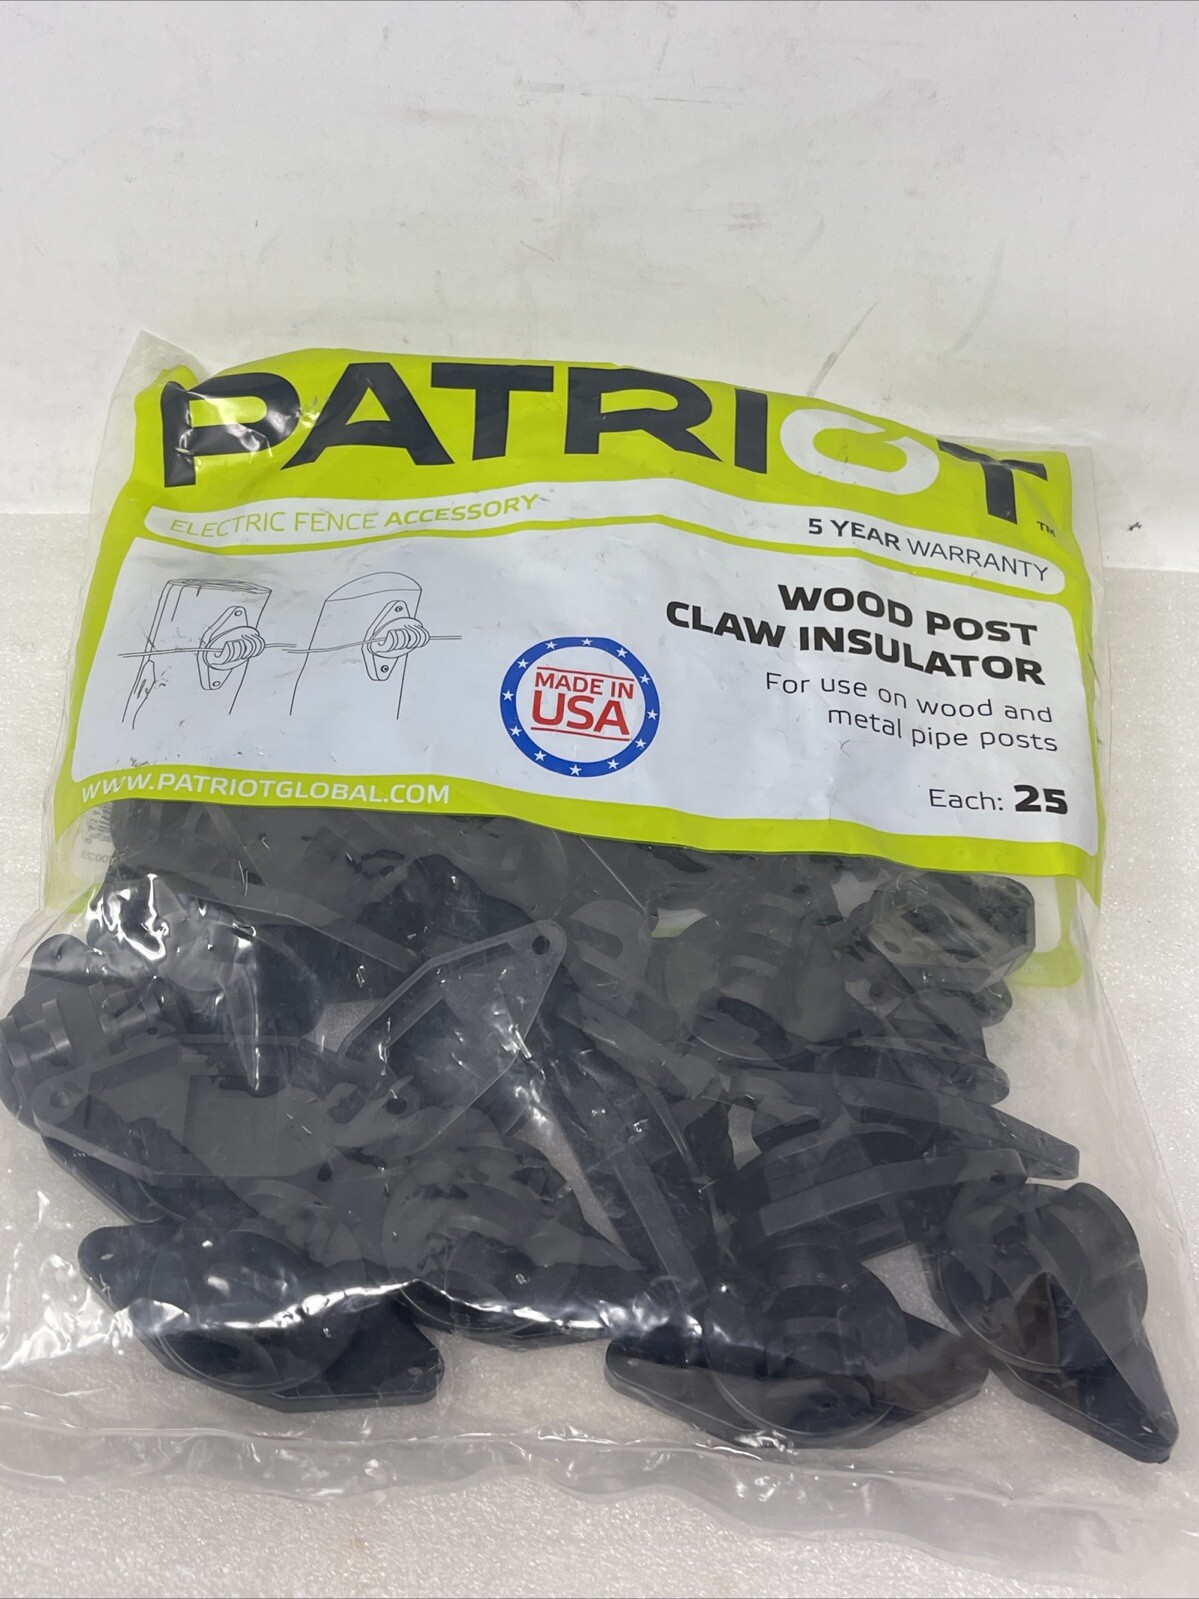 PATRIOT™
ELECTRIC FENCE ACCESSORY
5 YEAR WARRANTY
WOOD POST
CLAW INSULATOR
For use on wood and
metal pipe posts
MADE IN
USA
Each: 25
WWW.PATRIOTGLOBAL.COM